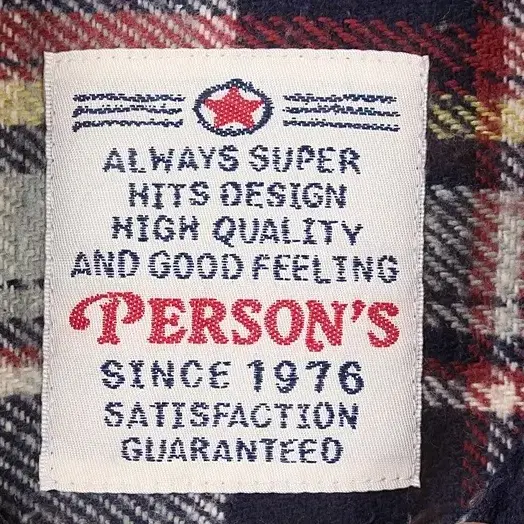 ALWAYS SUPER
HITS DESIGN
HIGH QUALITY
AND GOOD FEELING
PERSON'S
SINCE 1976
SATISFACTION
GUARANTEED